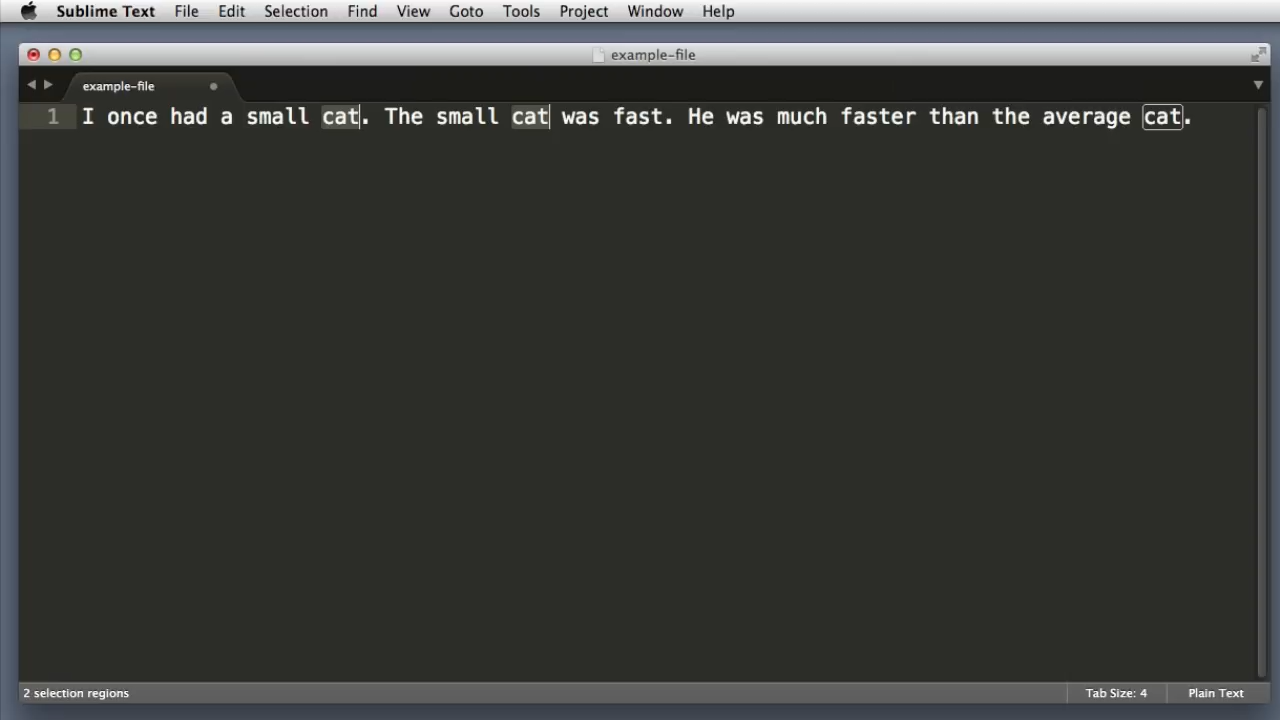 Sublime Text File Edit Selection Find View Goto Tools Project Window Help
example-file
example-file
1 I once had a small cat. The small cat was fast. He was much faster than the average cat.
2 selection regions Tab Size: 4 Plain Text